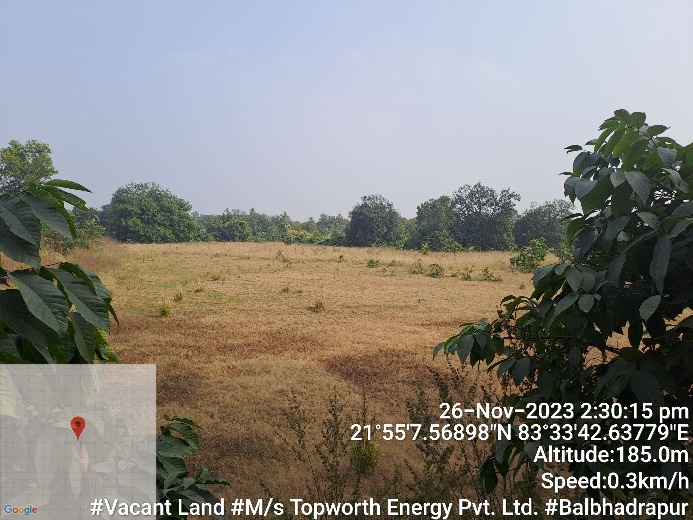 26-Nov-2023 2:30:15 pm
21°55'7.56898"N 83°33'42.63779"E
Altitude:185.0m
Speed:0.3km/h
#Vacant Land #M/s Topworth Energy Pvt. Ltd. #Balbhadrapur
Google